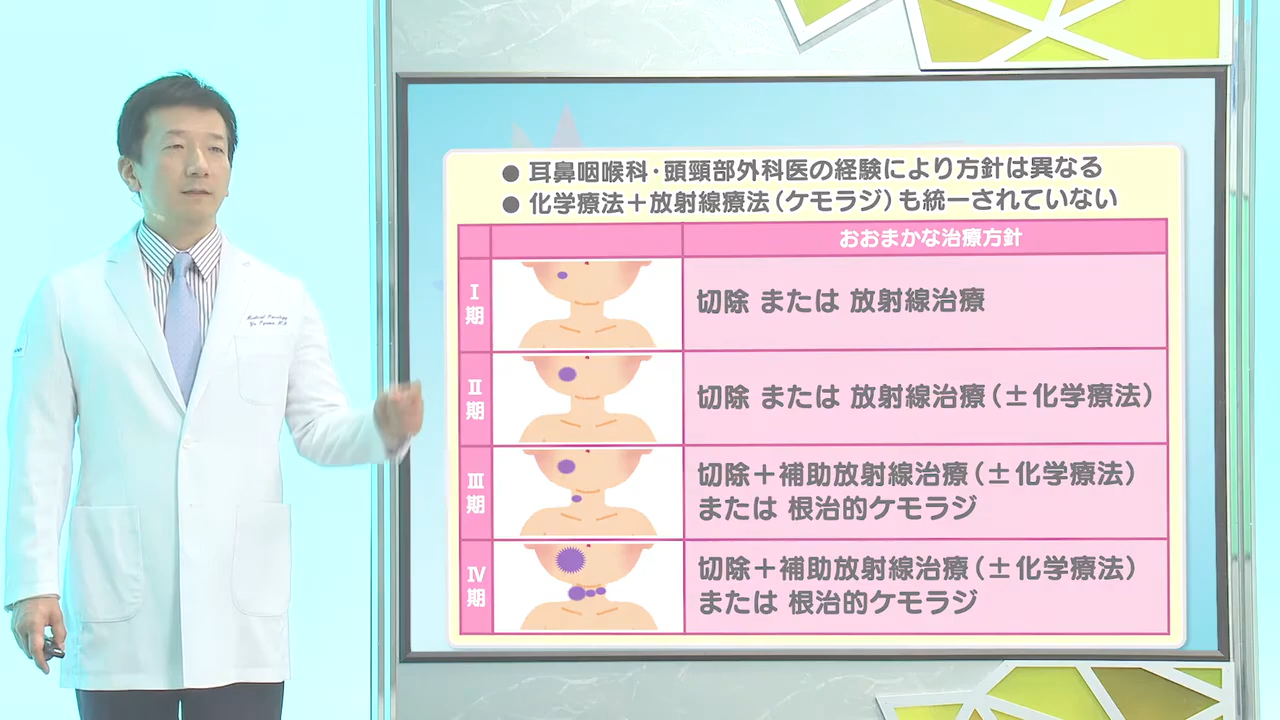 ● 耳鼻咽喉科・頭頸部外科医の経験により方針は異なる
● 化学療法＋放射線療法（ケモラジ）も統一されていない
おおまかな治療方針
Ⅰ期
切除 または 放射線治療
Ⅱ期
切除 または 放射線治療（±化学療法）
Ⅲ期
切除＋補助放射線治療（±化学療法）
または 根治的ケモラジ
Ⅳ期
切除＋補助放射線治療（±化学療法）
または 根治的ケモラジ